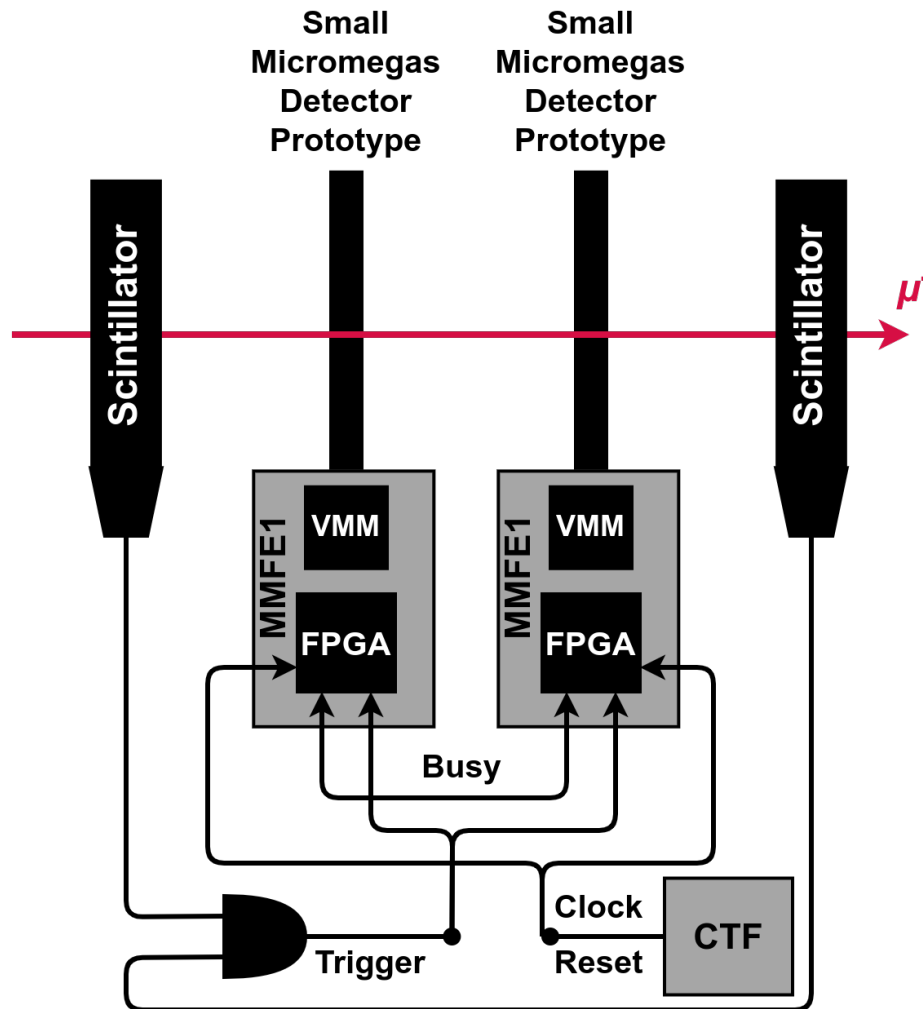 Small
Micromegas
Detector
Prototype
Small
Micromegas
Detector
Prototype
Scintillator
μ
Scintillator
MMFE1
VMM
FPGA
MMFE1
VMM
FPGA
Busy
Trigger
Clock
Reset
CTF